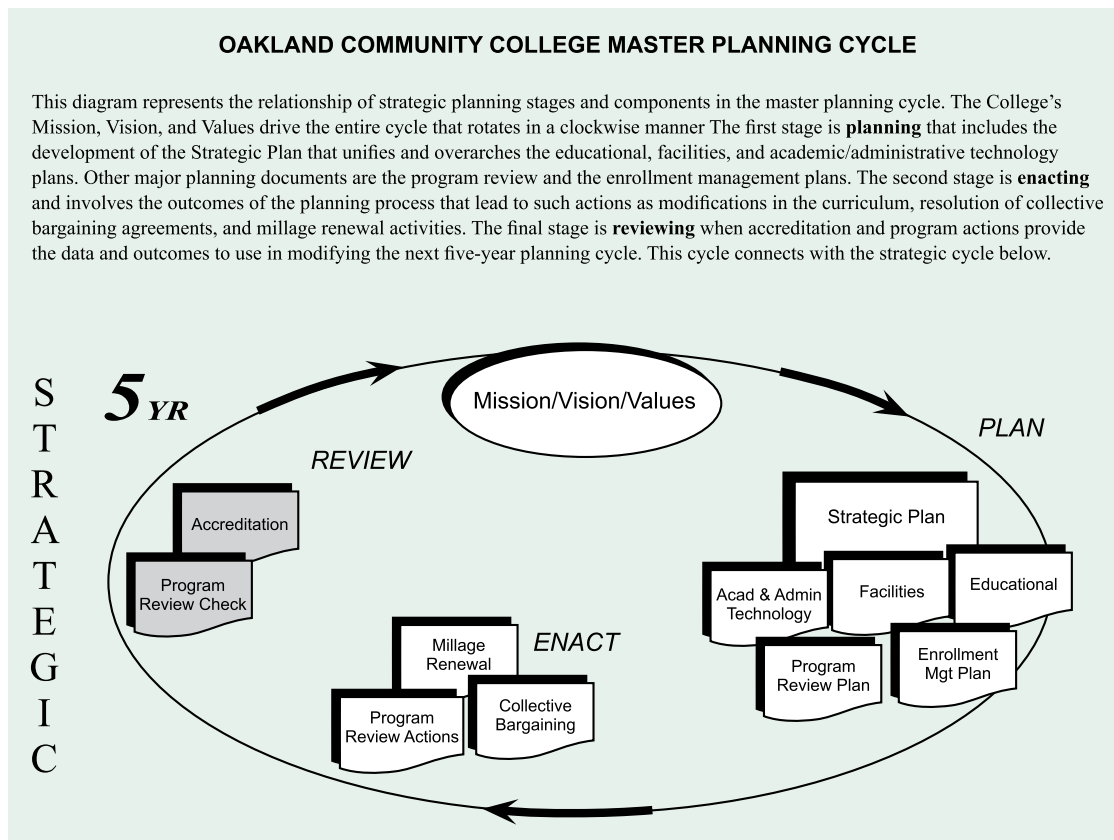 OAKLAND COMMUNITY COLLEGE MASTER PLANNING CYCLE
This diagram represents the relationship of strategic planning stages and components in the master planning cycle. The College’s
Mission, Vision, and Values drive the entire cycle that rotates in a clockwise manner The first stage is planning that includes the
development of the Strategic Plan that unifies and overarches the educational, facilities, and academic/administrative technology
plans. Other major planning documents are the program review and the enrollment management plans. The second stage is enacting
and involves the outcomes of the planning process that lead to such actions as modifications in the curriculum, resolution of collective
bargaining agreements, and millage renewal activities. The final stage is reviewing when accreditation and program actions provide
the data and outcomes to use in modifying the next five-year planning cycle. This cycle connects with the strategic cycle below.
STRATEGIC
5 YR
Mission/Vision/Values
PLAN
REVIEW
Accreditation
Program
Review Check
Strategic Plan
Acad & Admin
Technology
Facilities
Educational
Program
Review Plan
Enrollment
Mgt Plan
ENACT
Millage
Renewal
Program
Review Actions
Collective
Bargaining